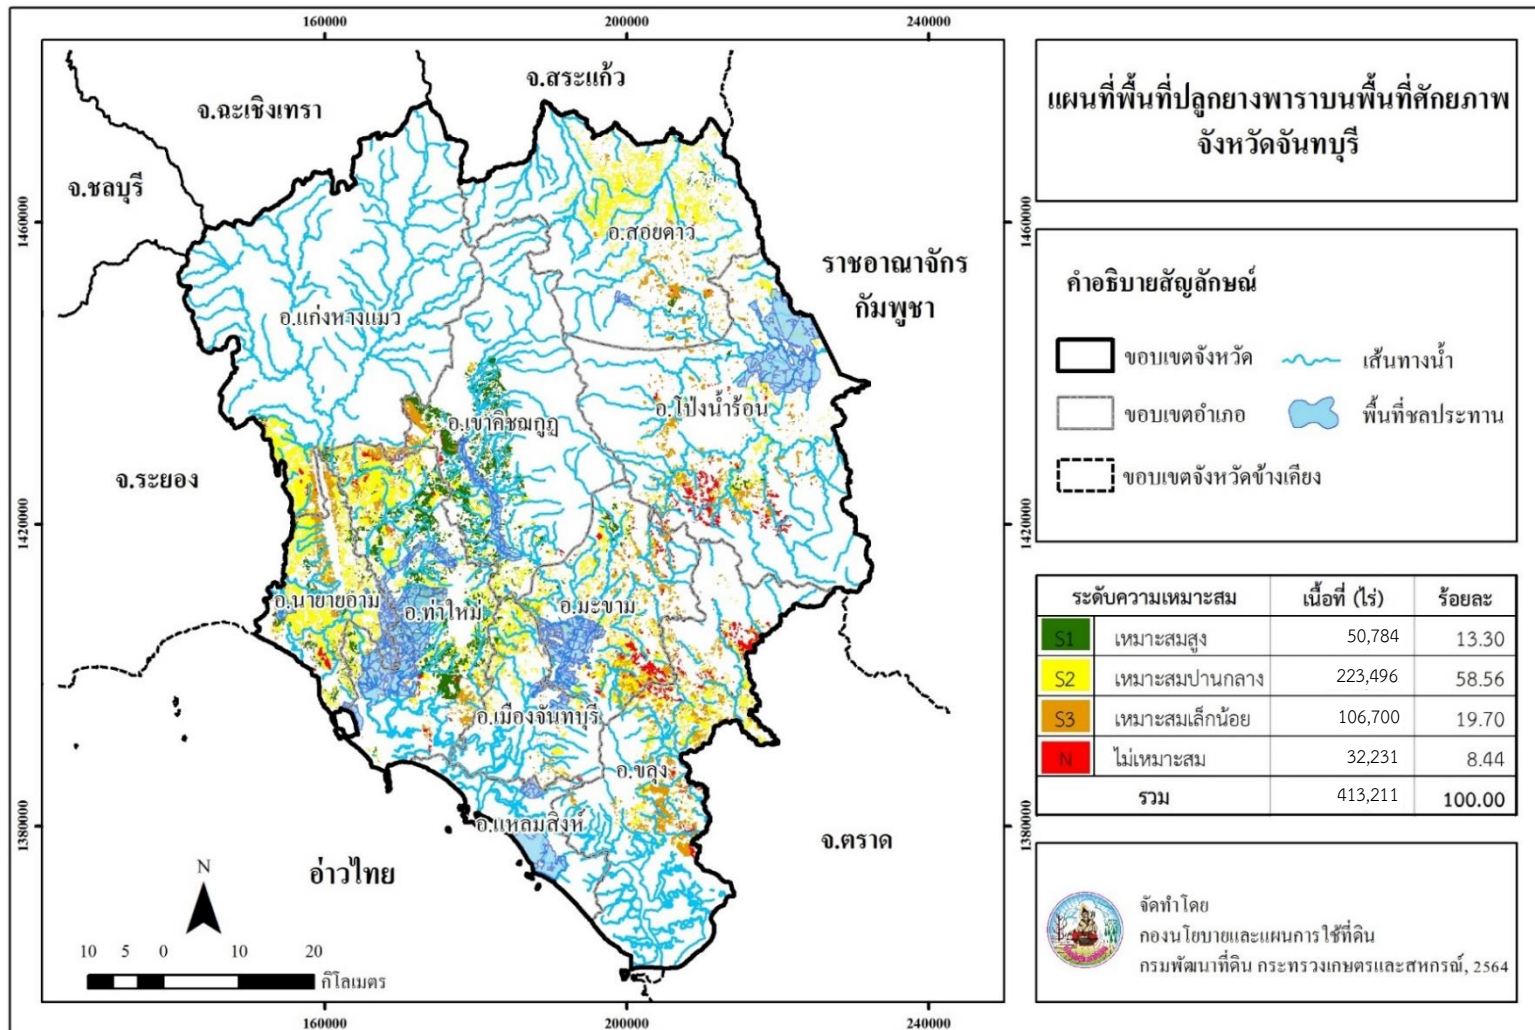 160000
200000
240000
จ.สระแก้ว
จ.ฉะเชิงเทรา
จ.ชลบุรี
1460000
1460000
อ.สอยดาว
ราชอาณาจักร
กัมพูชา
อ.แก่งหางแมว
อ.โป่งน้ำร้อน
อ.เขาคิชฌกูฏ
จ.ระยอง
1420000
1420000
อ.นายายอาม
อ.ท่าใหม่
อ.มะขาม
อ.เมืองจันทบุรี
อ.ขลุง
อ.แหลมสิงห์
1380000
1380000
จ.ตราด
อ่าวไทย
N
10 5 0 10 20
กิโลเมตร
160000
200000
240000
แผนที่พื้นที่ปลูกยางพาราบนพื้นที่ศักยภาพ
จังหวัดจันทบุรี
คำอธิบายสัญลักษณ์
ขอบเขตจังหวัด เส้นทางน้ำ
ขอบเขตอำเภอ พื้นที่ชลประทาน
ขอบเขตจังหวัดข้างเคียง
ระดับความเหมาะสม เนื้อที่ (ไร่) ร้อยละ
S1 เหมาะสมสูง 50,784 13.30
S2 เหมาะสมปานกลาง 223,496 58.56
S3 เหมาะสมเล็กน้อย 106,700 19.70
N ไม่เหมาะสม 32,231 8.44
รวม 413,211 100.00
จัดทำโดย
กองนโยบายและแผนการใช้ที่ดิน
กรมพัฒนาที่ดิน กระทรวงเกษตรและสหกรณ์, 2564